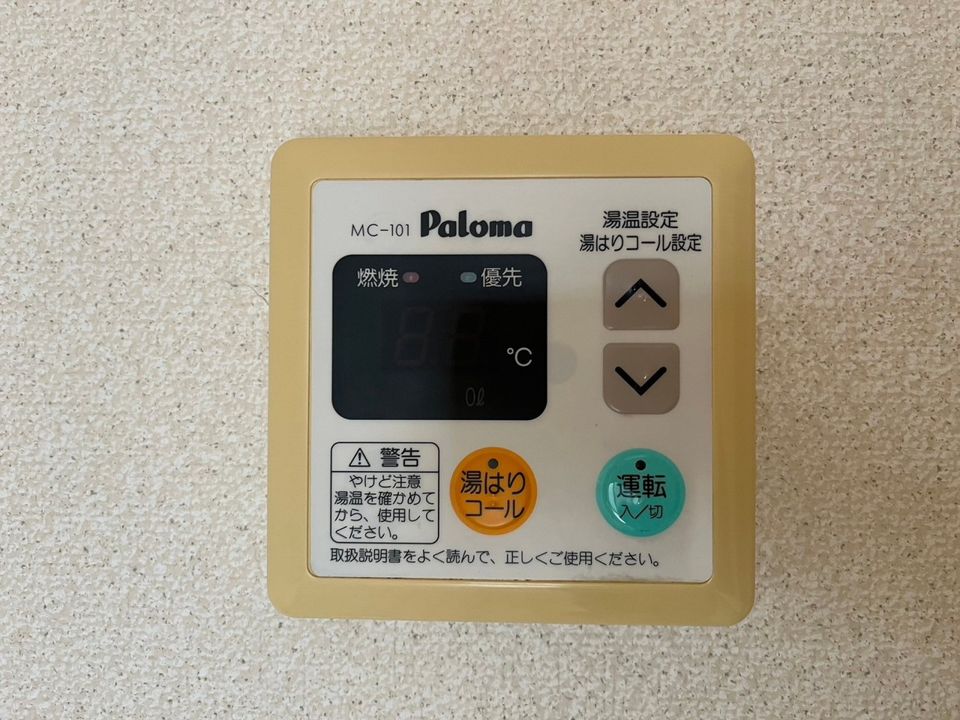 MC-101 Paloma
湯温設定
湯はりコール設定
燃焼 優先
℃
0ℓ
⚠ 警告
やけど注意
湯温を確かめて
から、使用して
ください。
湯はり
コール
運転
入/切
取扱説明書をよく読んで、正しくご使用ください。